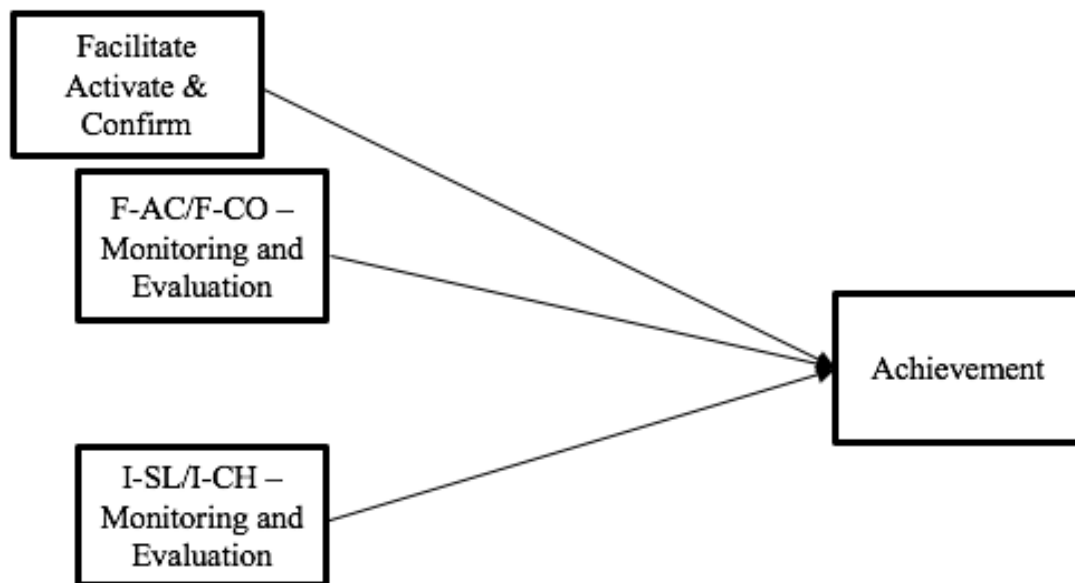 Facilitate
Activate &
Confirm
F-AC/F-CO –
Monitoring and
Evaluation
Achievement
I-SL/I-CH –
Monitoring and
Evaluation